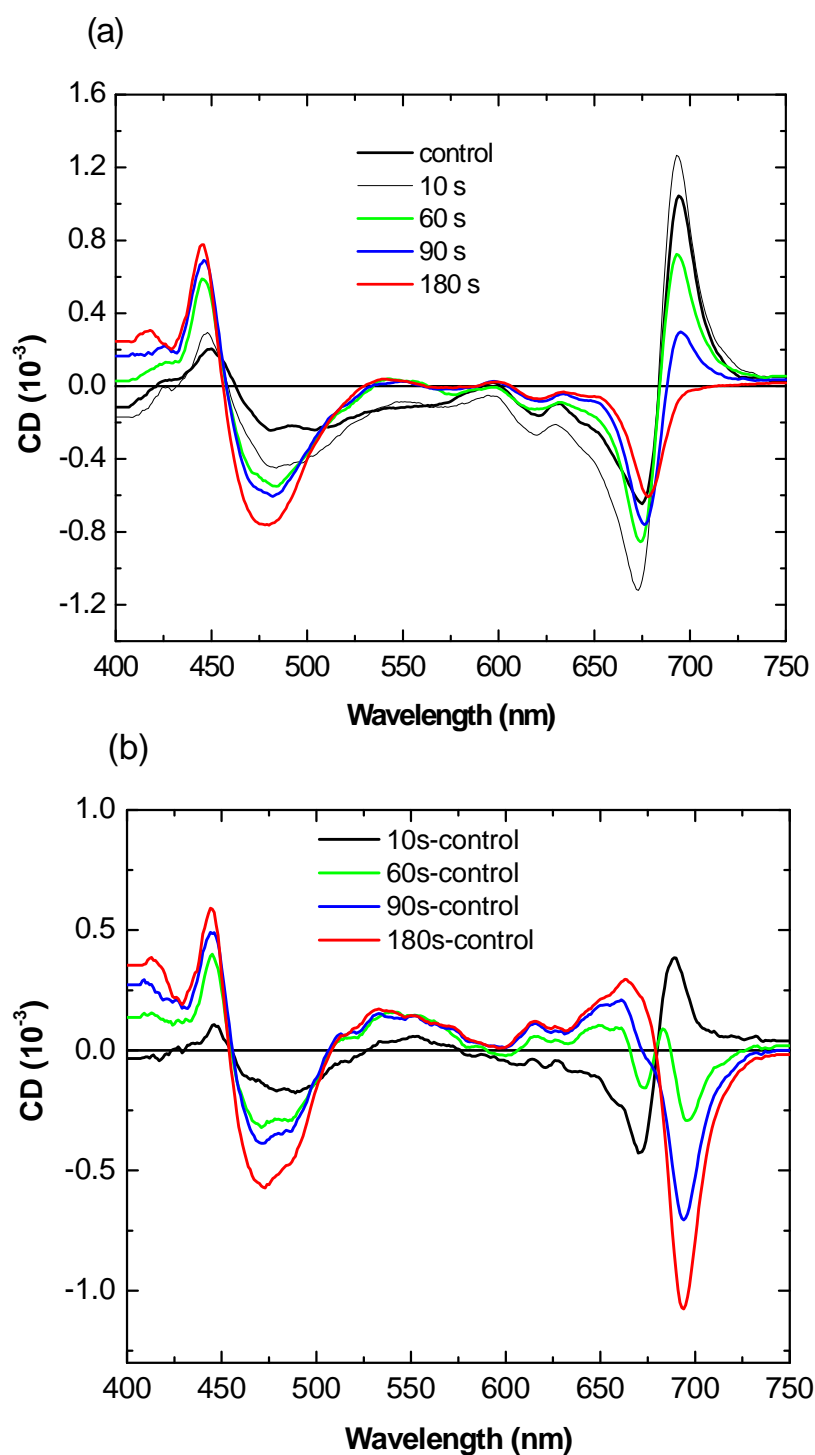 (a)
1.6
1.2
0.8
0.4
0.0
-0.4
-0.8
-1.2
CD (10⁻³)
control
10 s
60 s
90 s
180 s
400 450 500 550 600 650 700 750
Wavelength (nm)
(b)
1.0
0.5
0.0
-0.5
-1.0
CD (10⁻³)
10s-control
60s-control
90s-control
180s-control
400 450 500 550 600 650 700 750
Wavelength (nm)